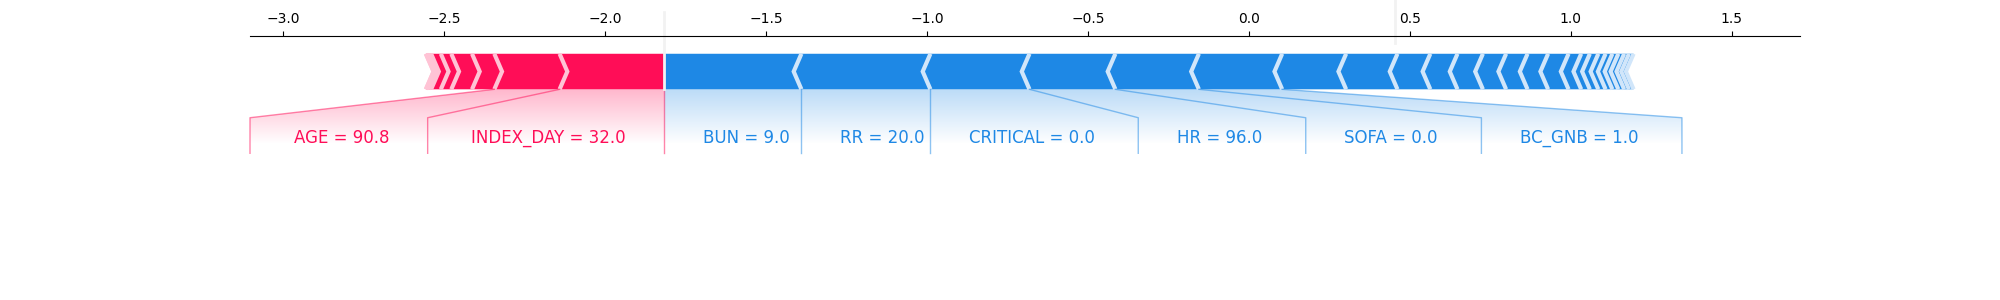 −3.0 −2.5 −2.0 −1.5 −1.0 −0.5 0.0 0.5 1.0 1.5
AGE = 90.8 INDEX_DAY = 32.0 BUN = 9.0 RR = 20.0 CRITICAL = 0.0 HR = 96.0 SOFA = 0.0 BC_GNB = 1.0